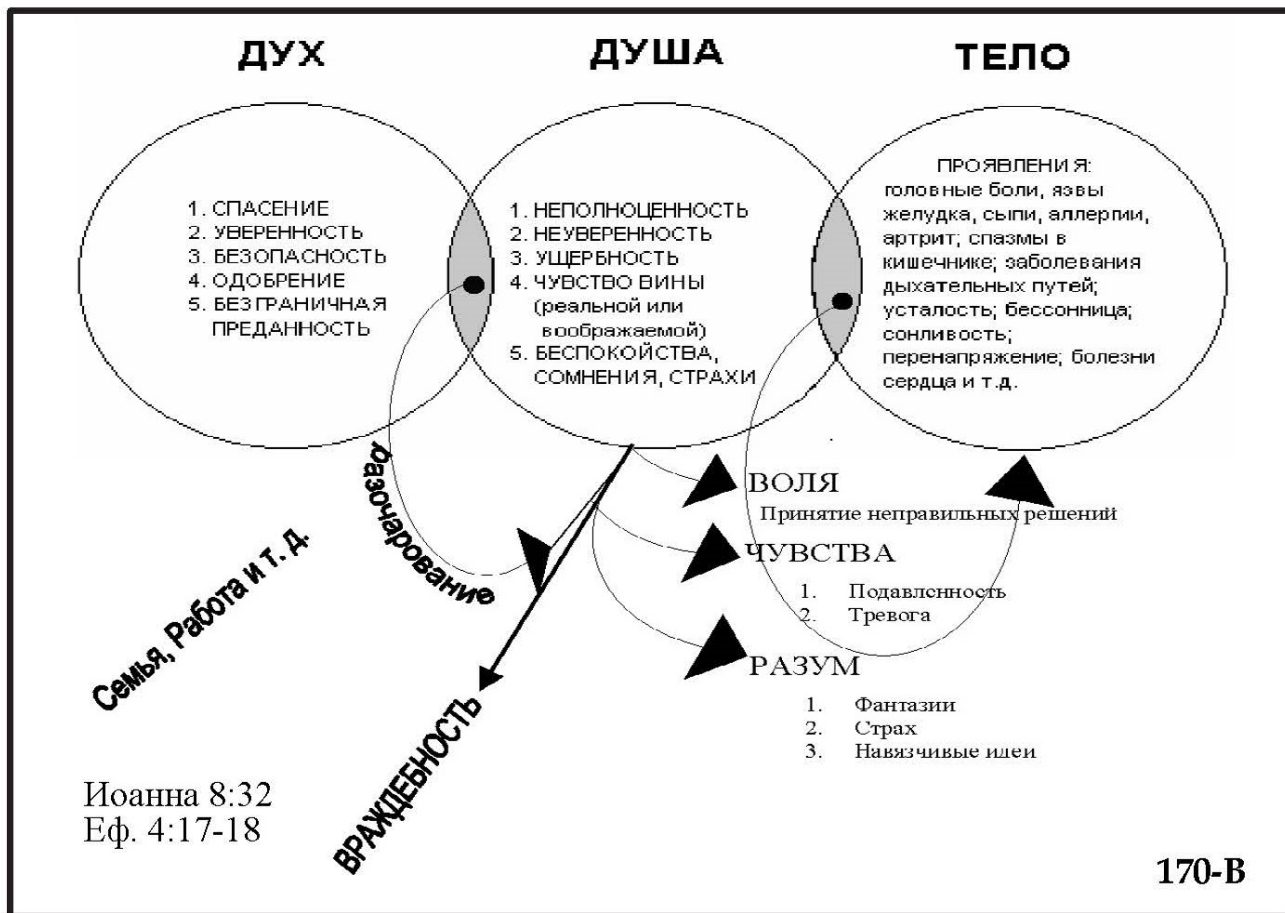 ДУХ
ДУША
ТЕЛО
1. СПАСЕНИЕ
2. УВЕРЕННОСТЬ
3. БЕЗОПАСНОСТЬ
4. ОДОБРЕНИЕ
5. БЕЗГРАНИЧНАЯ
ПРЕДАННОСТЬ
1. НЕПОЛНОЦЕННОСТЬ
2. НЕУВЕРЕННОСТЬ
3. УЩЕРБНОСТЬ
4. ЧУВСТВО ВИНЫ
(реальной или
воображаемой)
5. БЕСПОКОЙСТВА,
СОМНЕНИЯ, СТРАХИ
ПРОЯВЛЕНИЯ:
головные боли, язвы
желудка, сыпи, аллергии,
артрит; спазмы в
кишечнике; заболевания
дыхательных путей;
усталость; бессонница;
сонливость;
перенапряжение; болезни
сердца и т.д.
разочарование
Семья, Работа и т. д.
ВРАЖДЕБНОСТЬ
ВОЛЯ
Принятие неправильных решений
ЧУВСТВА
1. Подавленность
2. Тревога
РАЗУМ
1. Фантазии
2. Страх
3. Навязчивые идеи
Иоанна 8:32
Еф. 4:17-18
170-В